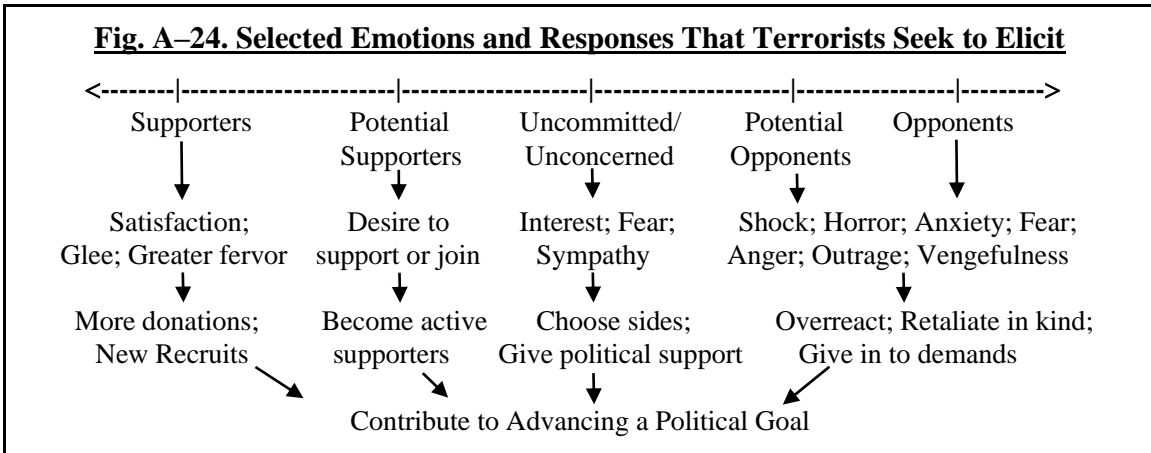 Fig. A–24. Selected Emotions and Responses That Terrorists Seek to Elicit
<--------|------------------------|---------------------|----------------------|-----------------|--------->
Supporters Potential Uncommitted/ Potential Opponents
Supporters Unconcerned Opponents
Satisfaction; Desire to Interest; Fear; Shock; Horror; Anxiety; Fear;
Glee; Greater fervor support or join Sympathy Anger; Outrage; Vengefulness
More donations; Become active Choose sides; Overreact; Retaliate in kind;
New Recruits supporters Give political support Give in to demands
Contribute to Advancing a Political Goal